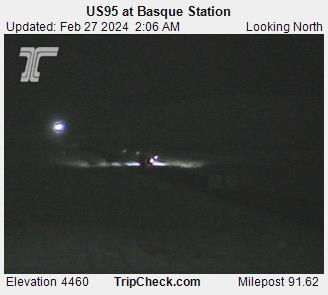 US95 at Basque Station
Updated: Feb 27 2024 2:06 AM Looking North
Elevation 4460 TripCheck.com Milepost 91.62